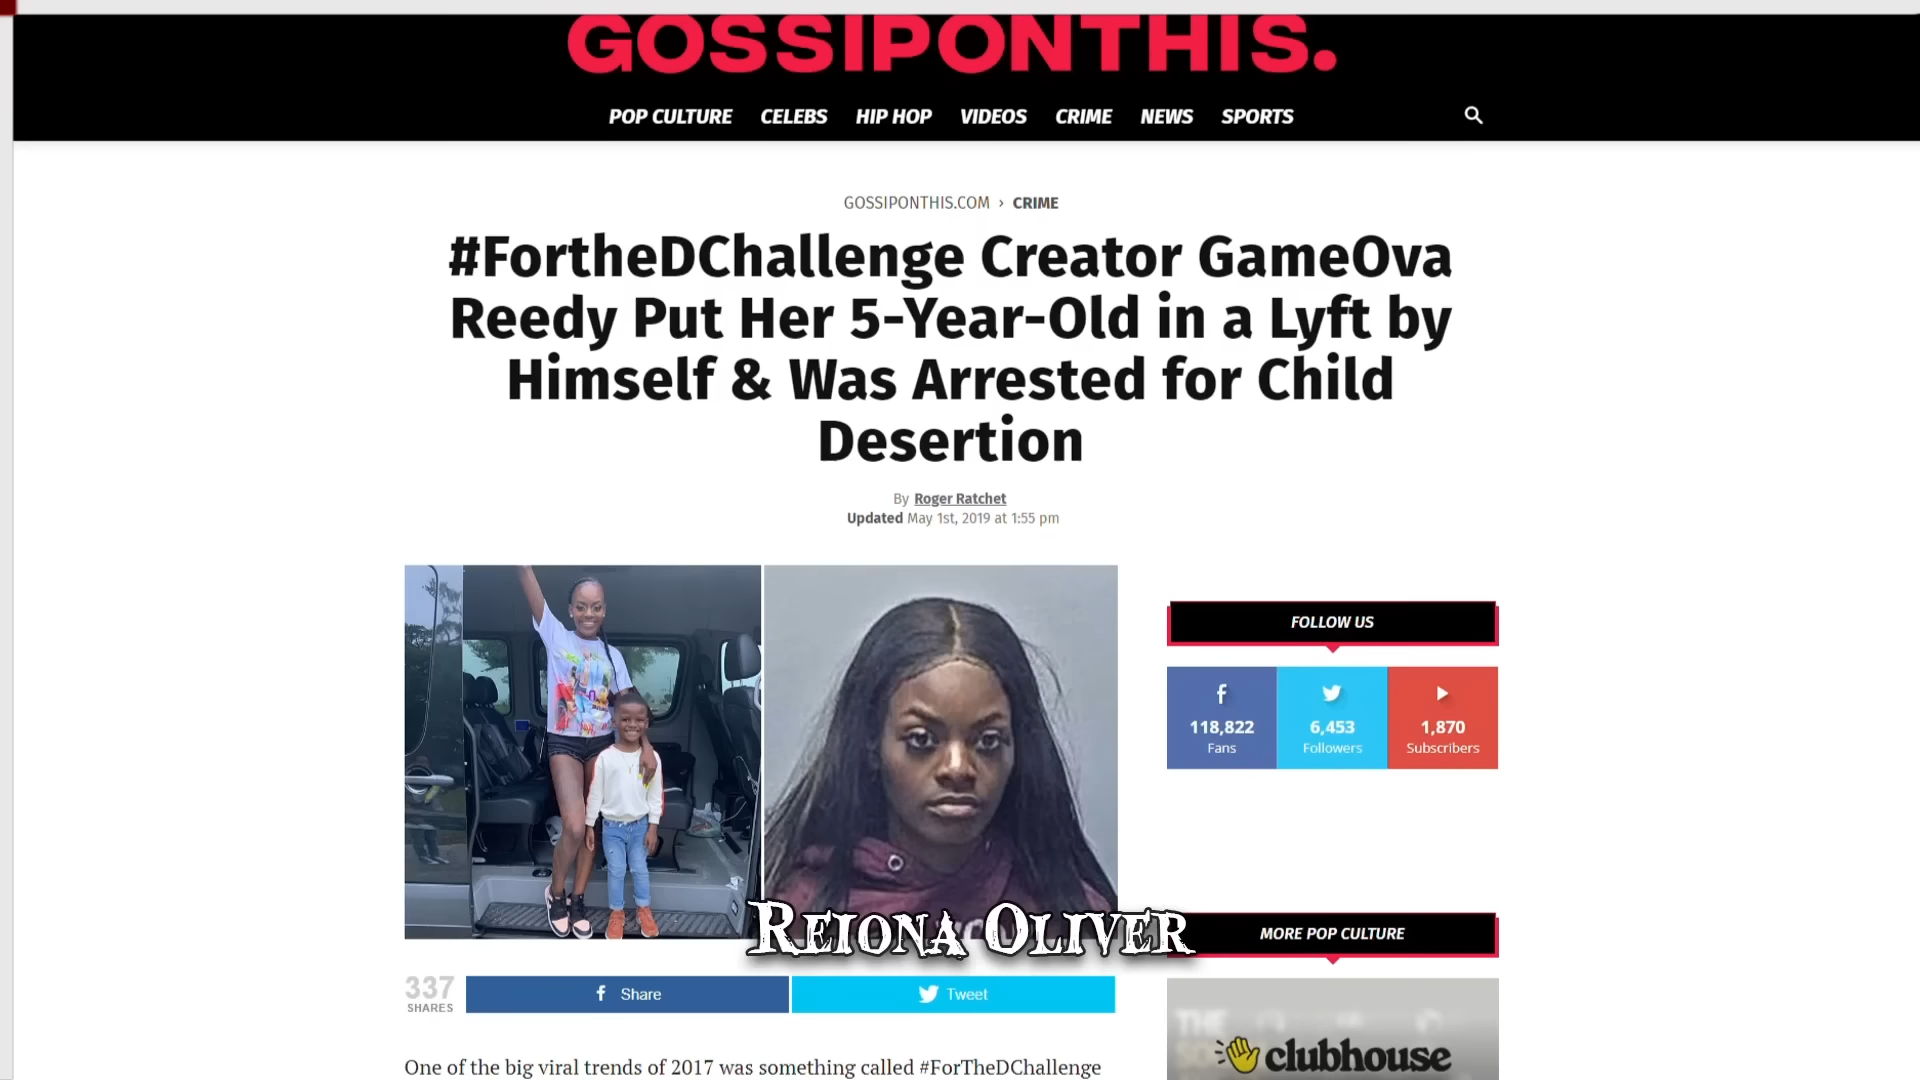 GOSSIPONTHIS.
POP CULTURE CELEBS HIP HOP VIDEOS CRIME NEWS SPORTS
GOSSIPONTHIS.COM › CRIME
#FortheDChallenge Creator GameOva
Reedy Put Her 5-Year-Old in a Lyft by
Himself & Was Arrested for Child
Desertion
By Roger Ratchet
Updated May 1st, 2019 at 1:55 pm
FOLLOW US
118,822
Fans
6,453
Followers
1,870
Subscribers
REIONA OLIVER
MORE POP CULTURE
337
SHARES
Share
Tweet
THE
clubhouse
One of the big viral trends of 2017 was something called #ForTheDChallenge